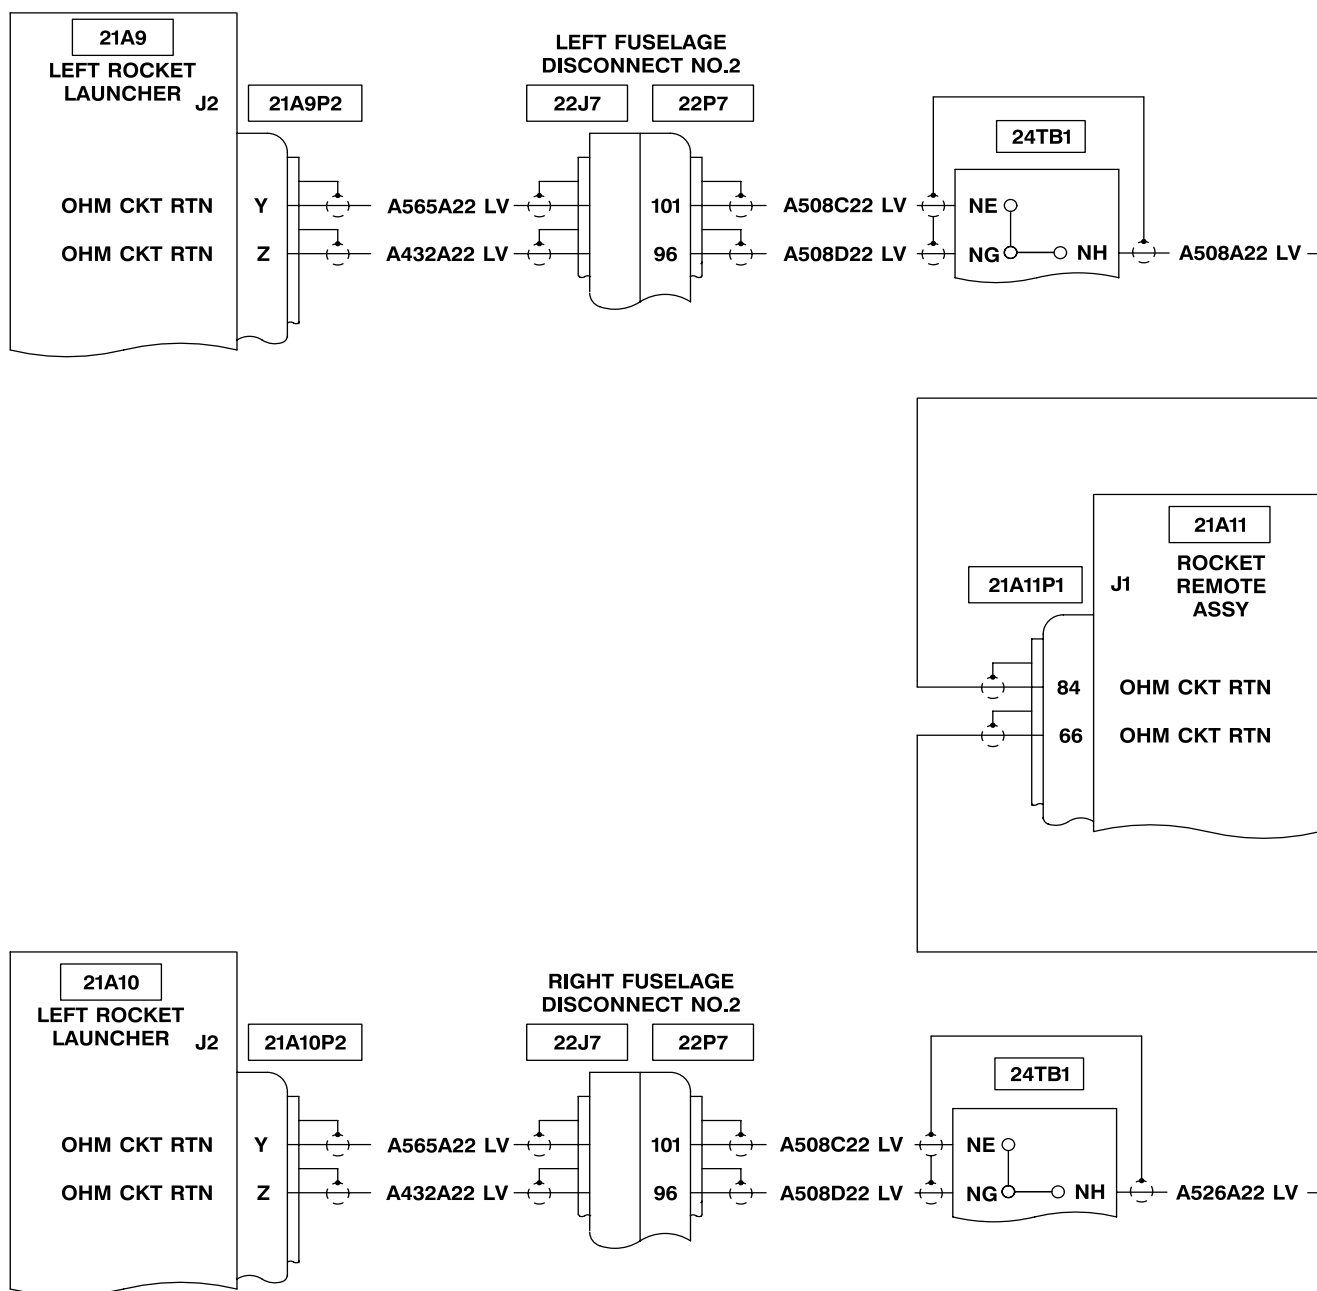 21A9
LEFT ROCKET
LAUNCHER
J2
21A9P2
LEFT FUSELAGE
DISCONNECT NO.2
22J7
22P7
24TB1
OHM CKT RTN
Y
A565A22 LV
101
A508C22 LV
NE
OHM CKT RTN
Z
A432A22 LV
96
A508D22 LV
NG
NH
A508A22 LV
21A11
ROCKET
REMOTE
ASSY
21A11P1
J1
84
OHM CKT RTN
66
OHM CKT RTN
21A10
LEFT ROCKET
LAUNCHER
J2
21A10P2
RIGHT FUSELAGE
DISCONNECT NO.2
22J7
22P7
24TB1
OHM CKT RTN
Y
A565A22 LV
101
A508C22 LV
NE
OHM CKT RTN
Z
A432A22 LV
96
A508D22 LV
NG
NH
A526A22 LV